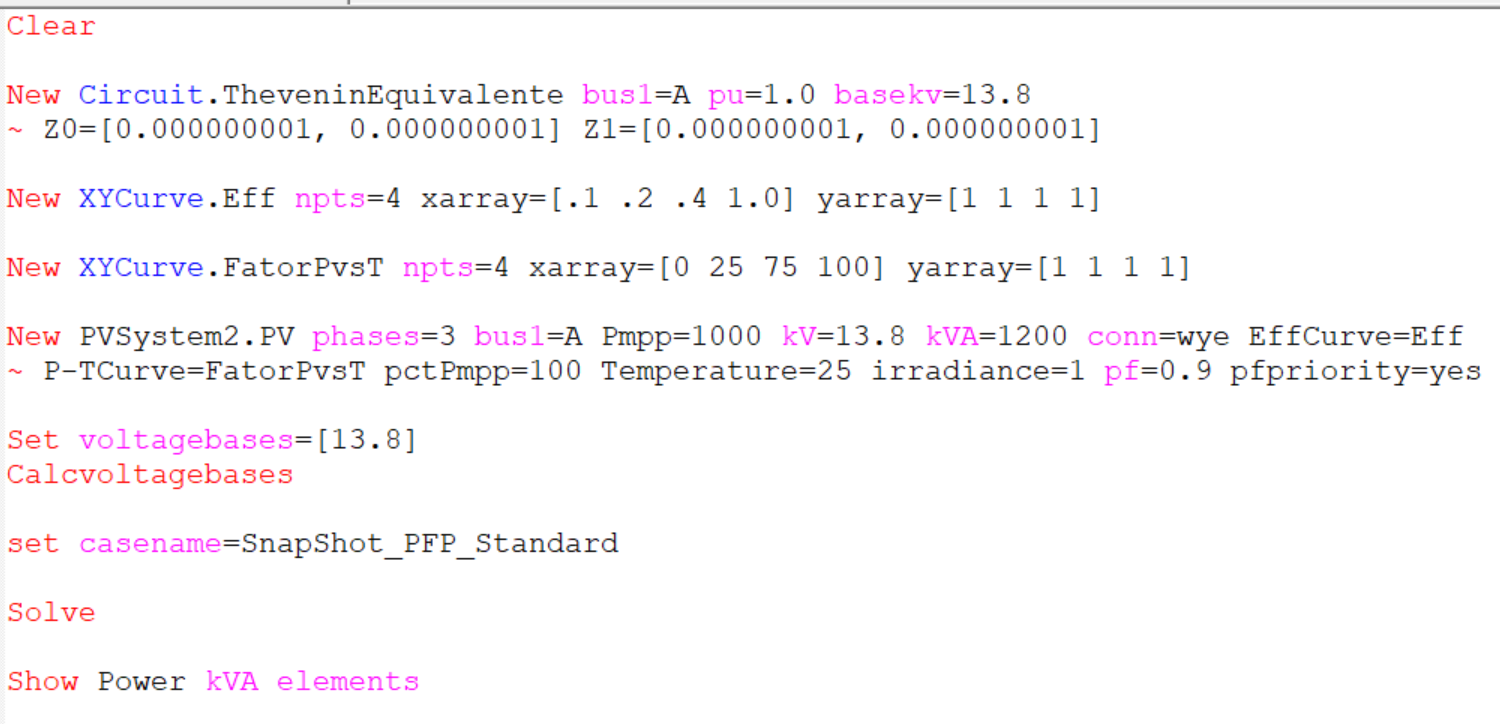 Clear
New Circuit.TheveninEquivalente bus1=A pu=1.0 basekv=13.8
~ Z0=[0.000000001, 0.000000001] Z1=[0.000000001, 0.000000001]
New XYCurve.Eff npts=4 xarray=[.1 .2 .4 1.0] yarray=[1 1 1 1]
New XYCurve.FatorPvsT npts=4 xarray=[0 25 75 100] yarray=[1 1 1 1]
New PVSystem2.PV phases=3 bus1=A Pmpp=1000 kV=13.8 kVA=1200 conn=wye EffCurve=Eff
~ P-TCurve=FatorPvsT pctPmpp=100 Temperature=25 irradiance=1 pf=0.9 pfpriority=yes
Set voltagebases=[13.8]
Calcvoltagebases
set casename=SnapShot_PFP_Standard
Solve
Show Power kVA elements